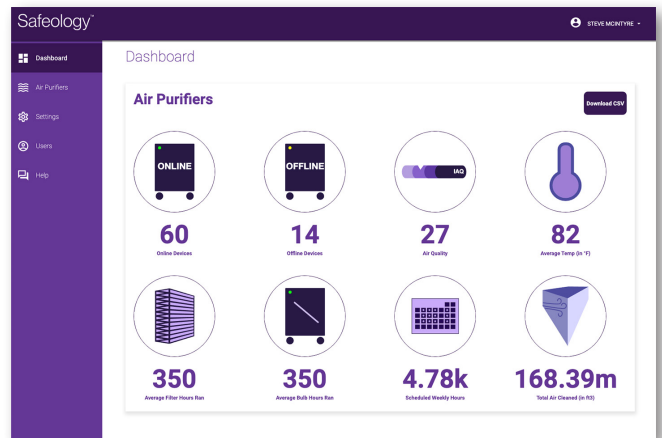 Safeology™
STEVE MCINTYRE
Dashboard
Air Purifiers
Settings
Users
Help
Dashboard
Air Purifiers
Download CSV
ONLINE
OFFLINE
IAQ
60
Online Devices
14
Offline Devices
27
Air Quality
82
Average Temp (in °F)
350
Average Filter Hours Ran
350
Average Bulb Hours Ran
4.78k
Scheduled Weekly Hours
168.39m
Total Air Cleaned (in ft3)